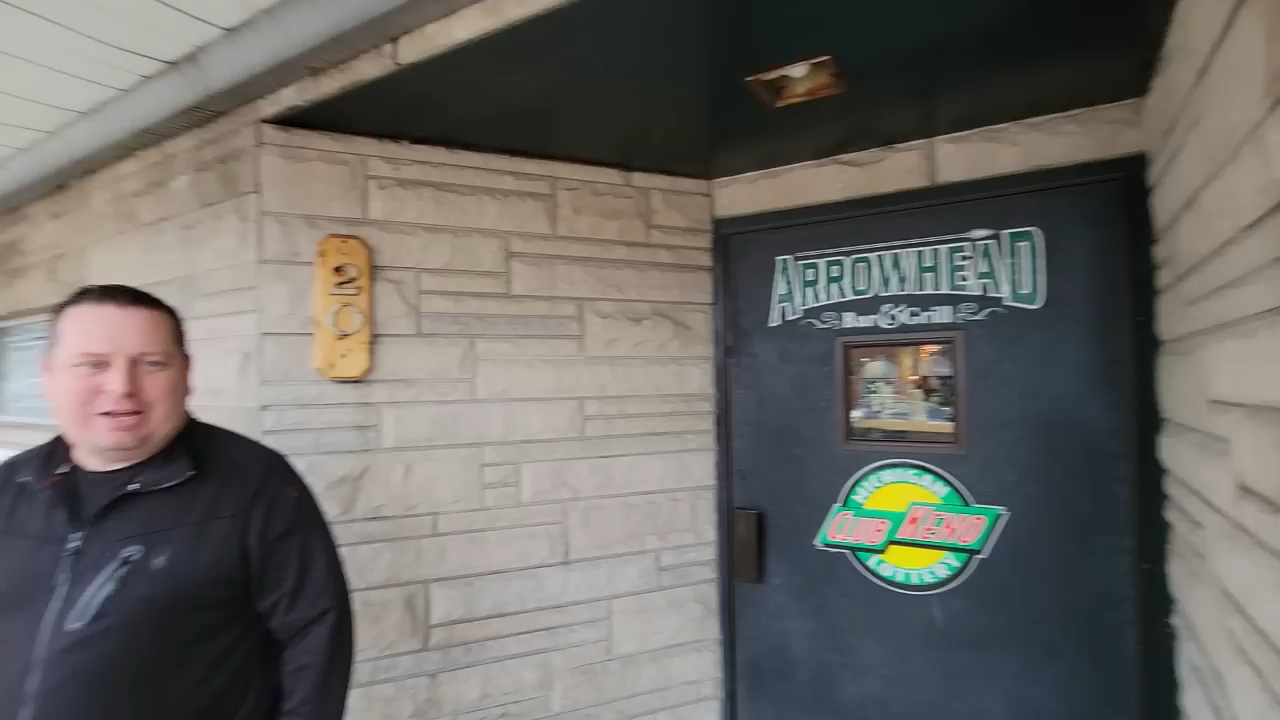 20
ARROWHEAD
Bar & Grill
MICHIGAN
CLUB KENO
LOTTERY